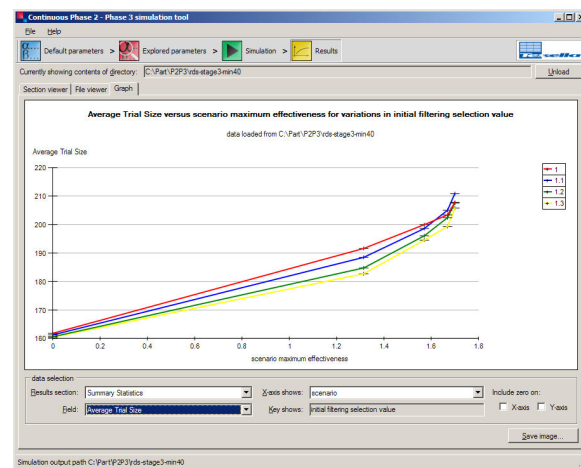 Continuous Phase 2 - Phase 3 simulation tool
File Help
Default parameters > Explored parameters > Simulation > Results
Currently showing contents of directory: C:\Part\P2P3\rds-stage3-min40 Unload
Section viewer File viewer Graph
Average Trial Size versus scenario maximum effectiveness for variations in initial filtering selection value
data loaded from C:\Part\P2P3\rds-stage3-min40
Average Trial Size
220
210
200
190
180
170
160
0 0.2 0.4 0.6 0.8 1 1.2 1.4 1.6 1.8
scenario maximum effectiveness
1
1.1
1.2
1.3
data selection
Results section: Summary Statistics X-axis shows: scenario Include zero on:
Field: Average Trial Size Key shows: initial filtering selection value X-axis Y-axis
Save image...
Simulation output path C:\Part\P2P3\rds-stage3-min40